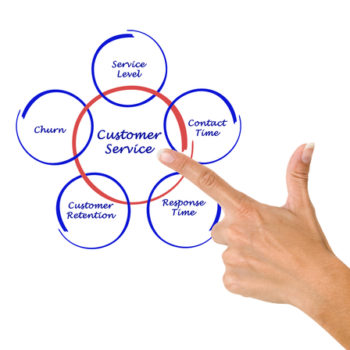 Service
Level
Churn
Customer
Service
Contact
Time
Customer
Retention
Response
Time